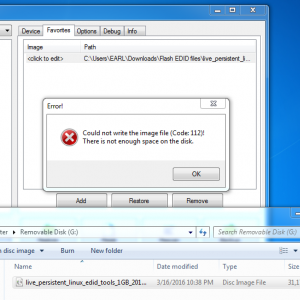 Device Favorites Options Debug Info
Image Path
<click to edit> C:\Users\EARL\Downloads\Flash EDID files\live_persistent_li...
Error!
Could not write the image file (Code: 112)!
There is not enough space on the disk.
OK
Add Restore Remove
Removable Disk (G:) Search Removable Disk (G:)
disc image Burn New folder
Date modified Type Size
live_persistent_linux_edid_tools_1GB_201... 3/16/2016 10:38 PM Disc Image File 31,1